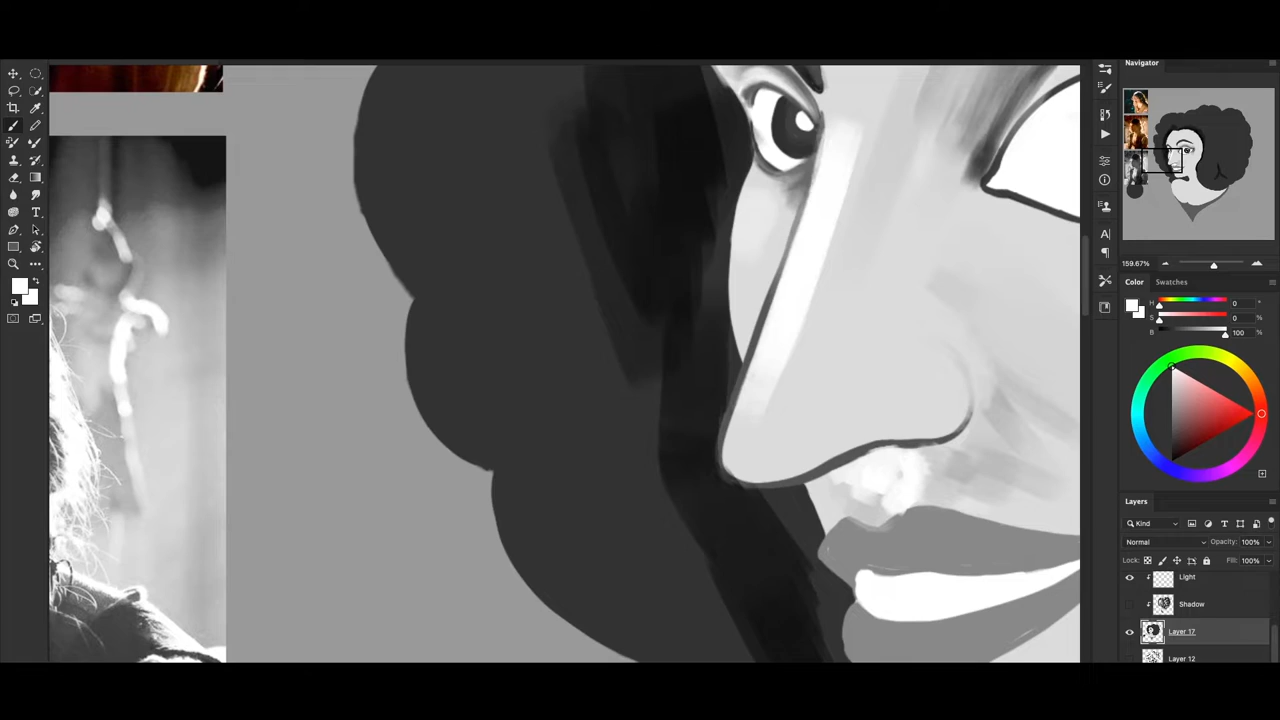 Navigator
159.67%
Color Swatches
H 0 °
S 0 %
B 100 %
Layers
Kind
Normal Opacity: 100%
Lock: Fill: 100%
Light
Shadow
Layer 17
Layer 12